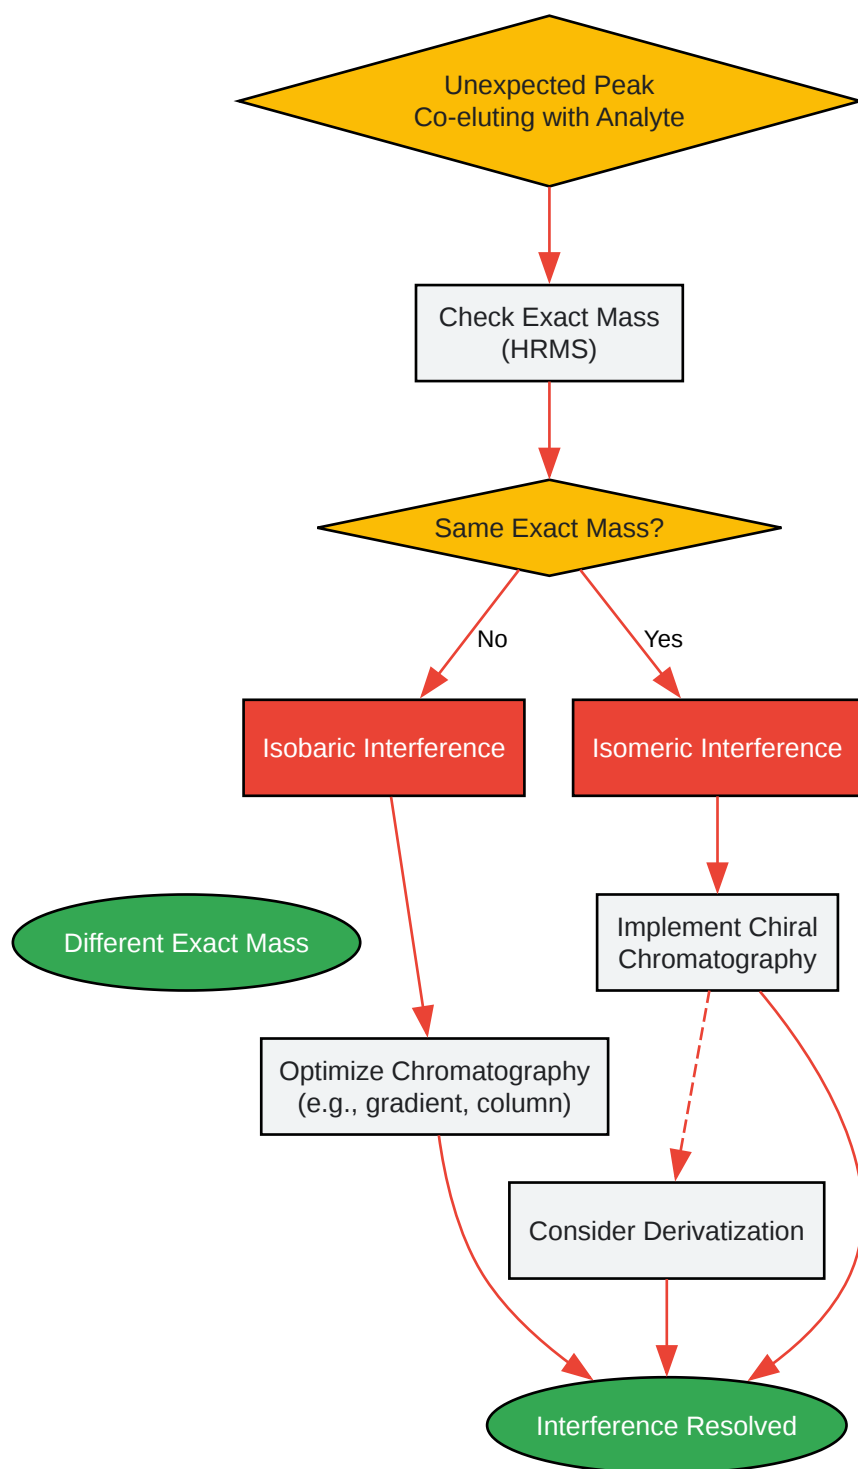 Unexpected Peak
Co-eluting with Analyte
Check Exact Mass
(HRMS)
Same Exact Mass?
No
Yes
Isobaric Interference
Isomeric Interference
Implement Chiral
Chromatography
Different Exact Mass
Optimize Chromatography
(e.g., gradient, column)
Consider Derivatization
Interference Resolved